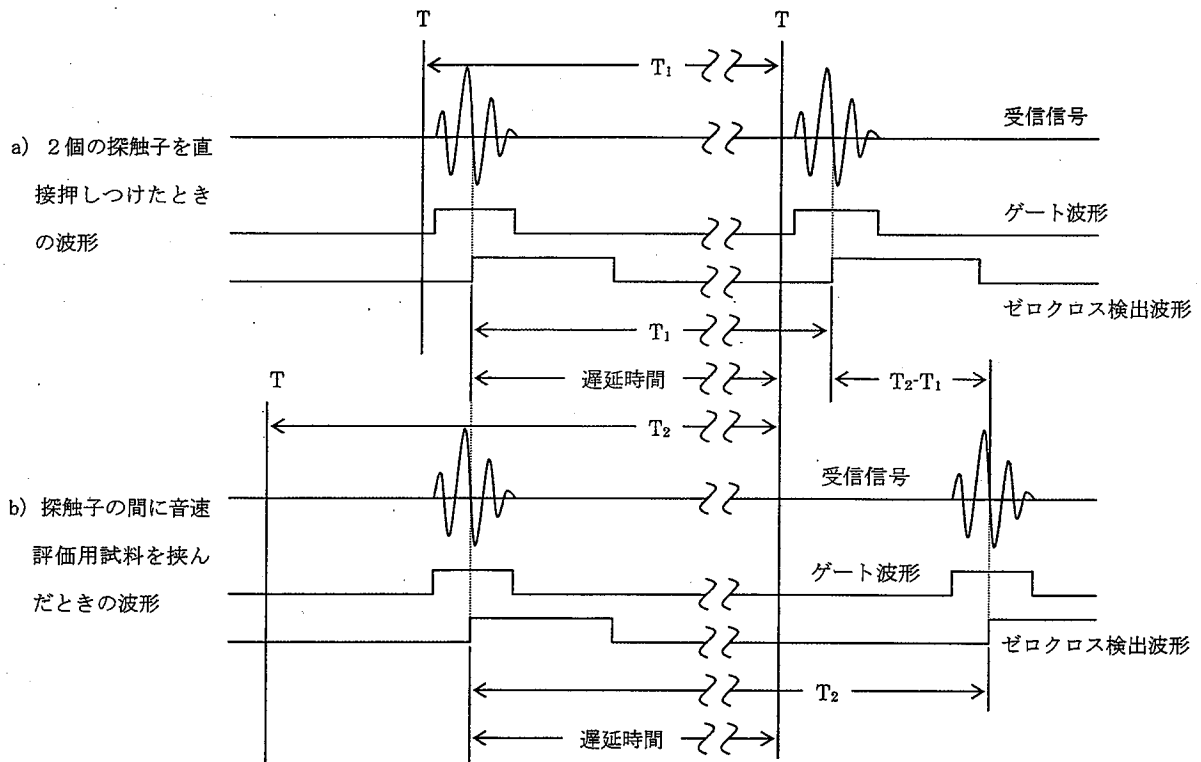 T
T
T₁
受信信号
a) 2個の探触子を直
接押しつけたとき
の波形
ゲート波形
ゼロクロス検出波形
T₁
遅延時間
T₂-T₁
T
T₂
受信信号
b) 探触子の間に音速
評価用試料を挟ん
だときの波形
ゲート波形
ゼロクロス検出波形
T₂
遅延時間